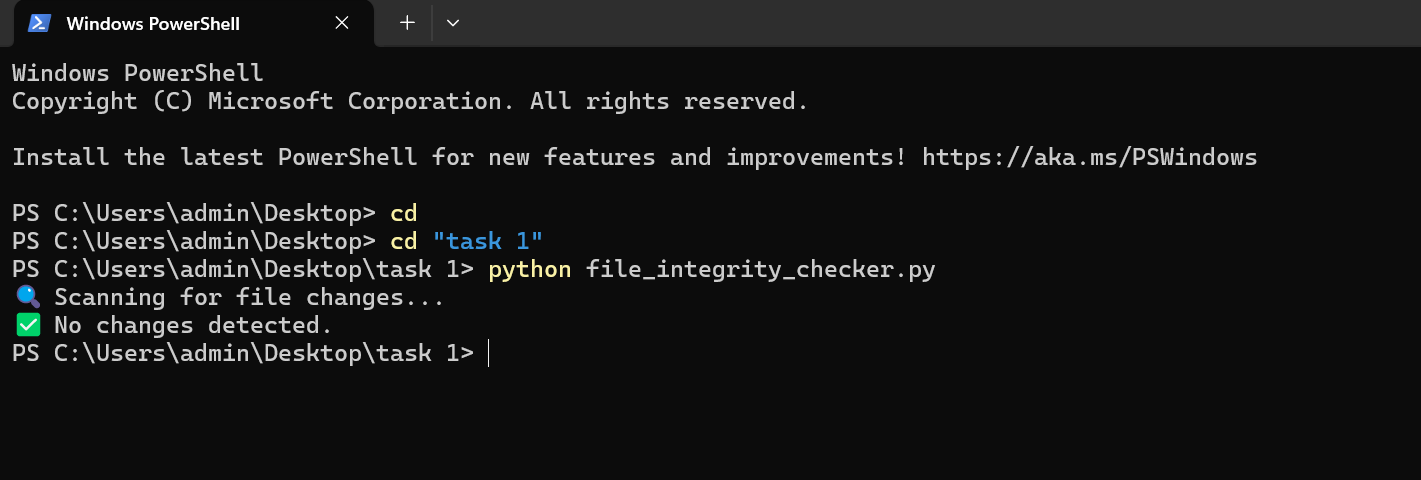 Windows PowerShell
Windows PowerShell
Copyright (C) Microsoft Corporation. All rights reserved.
Install the latest PowerShell for new features and improvements! https://aka.ms/PSWindows
PS C:\Users\admin\Desktop> cd
PS C:\Users\admin\Desktop> cd "task 1"
PS C:\Users\admin\Desktop\task 1> python file_integrity_checker.py
🔍 Scanning for file changes...
✅ No changes detected.
PS C:\Users\admin\Desktop\task 1>